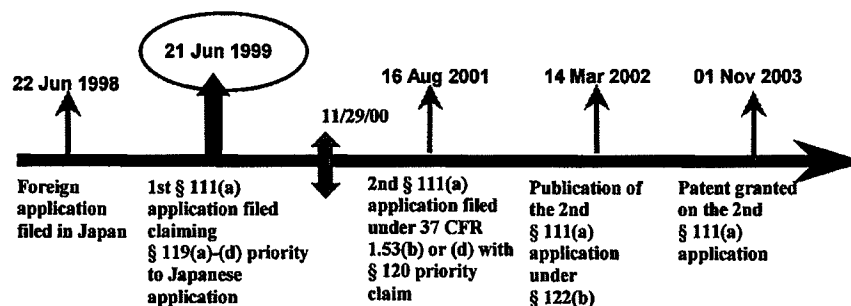 21 Jun 1999
22 Jun 1998
16 Aug 2001
14 Mar 2002
01 Nov 2003
11/29/00
Foreign
application
filed in Japan
1st § 111(a)
application filed
claiming
§ 119(a)-(d) priority
to Japanese
application
2nd § 111(a)
application filed
under 37 CFR
1.53(b) or (d) with
§ 120 priority
claim
Publication of
the 2nd
§ 111(a)
application
under
§ 122(b)
Patent granted
on the 2nd
§ 111(a)
application